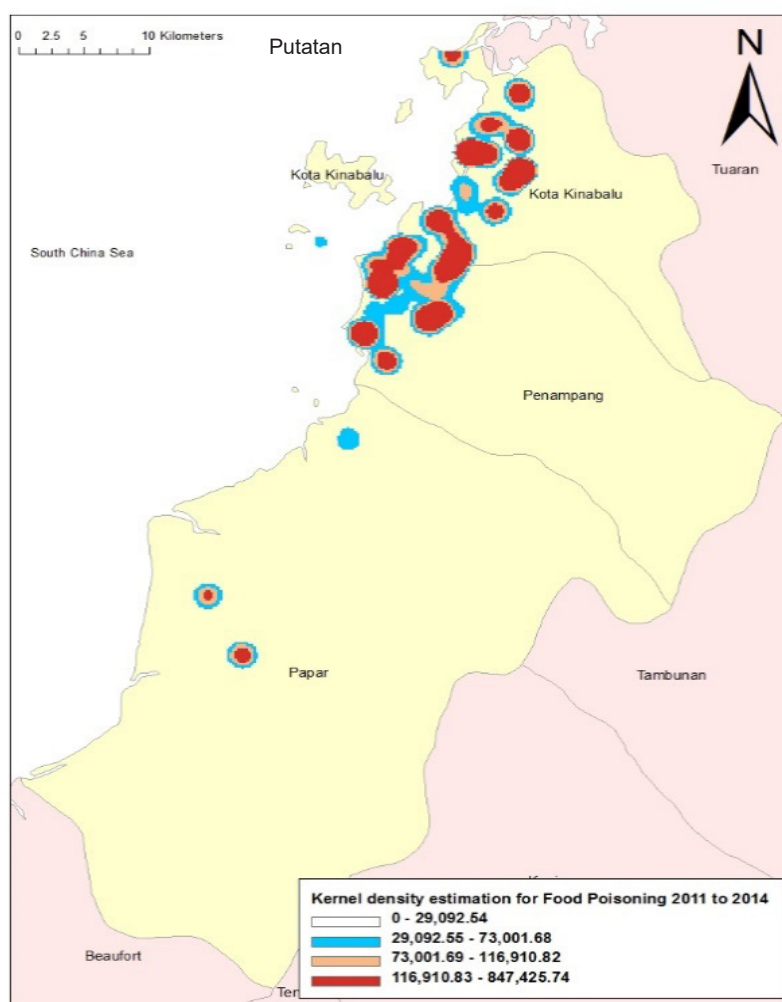 0 2.5 5 10 Kilometers
Putatan
N
Tuaran
Kota Kinabalu
Kota Kinabalu
South China Sea
Penampang
Papar
Tambunan
Kernel density estimation for Food Poisoning 2011 to 2014
0 - 29,092.54
29,092.55 - 73,001.68
73,001.69 - 116,910.82
116,910.83 - 847,425.74
Beaufort